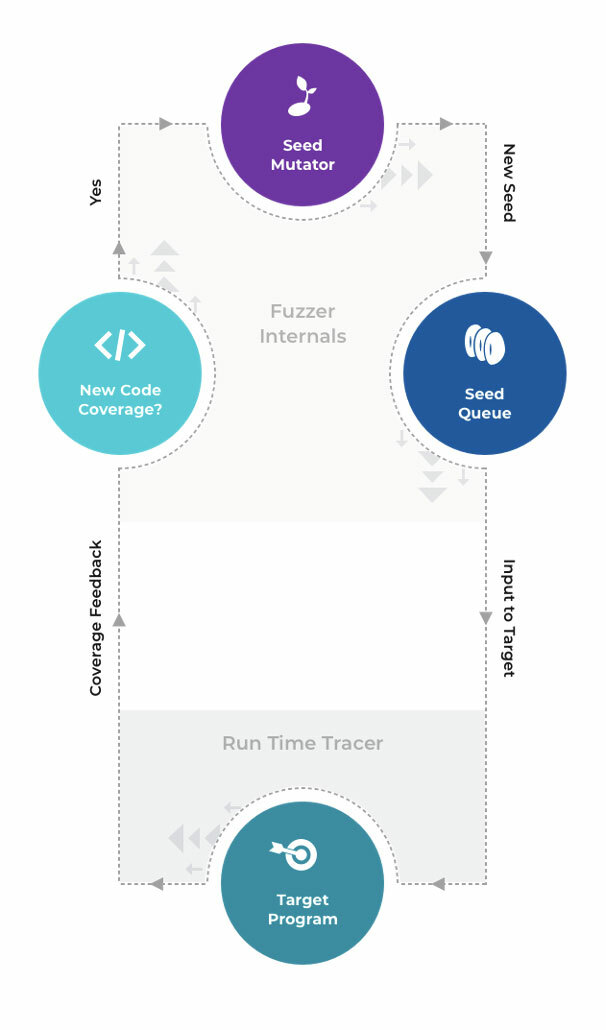 Seed
Mutator
Yes
New Seed
Fuzzer
Internals
New Code
Coverage?
Seed
Queue
Coverage Feedback
Input to Target
Run Time Tracer
Target
Program